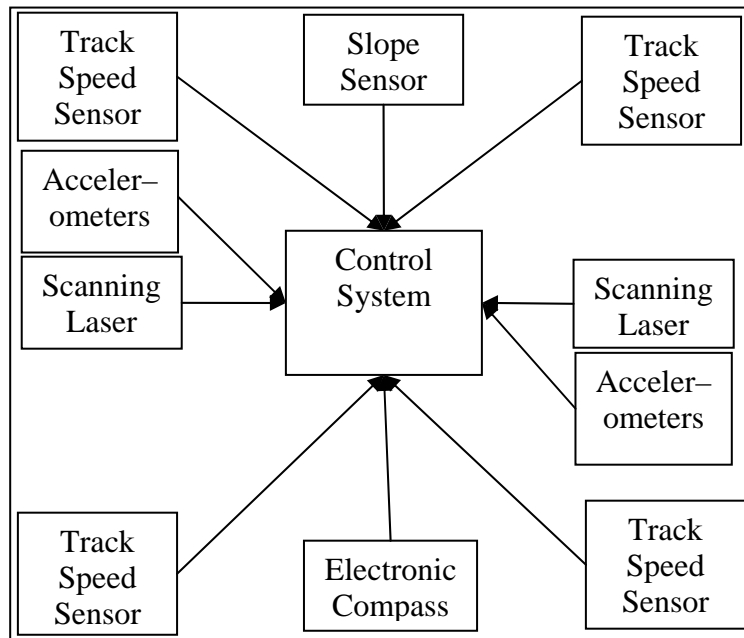 Track
Speed
Sensor
Slope
Sensor
Track
Speed
Sensor
Acceler–
ometers
Control
System
Scanning
Laser
Scanning
Laser
Acceler–
ometers
Track
Speed
Sensor
Electronic
Compass
Track
Speed
Sensor